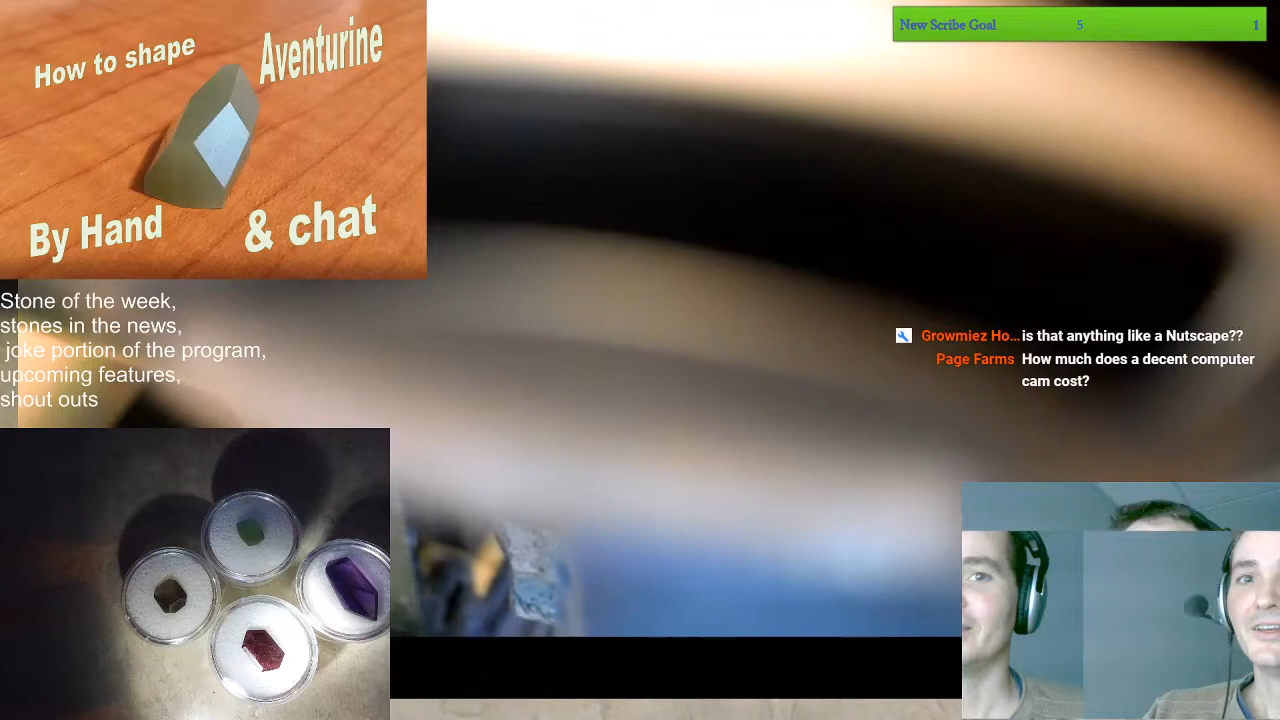 How to shape
Aventurine
By Hand
& chat
New Scribe Goal 5 1
Stone of the week,
stones in the news,
joke portion of the program,
upcoming features,
shout outs
Growmiez Ho... is that anything like a Nutscape??
Page Farms How much does a decent computer
cam cost?